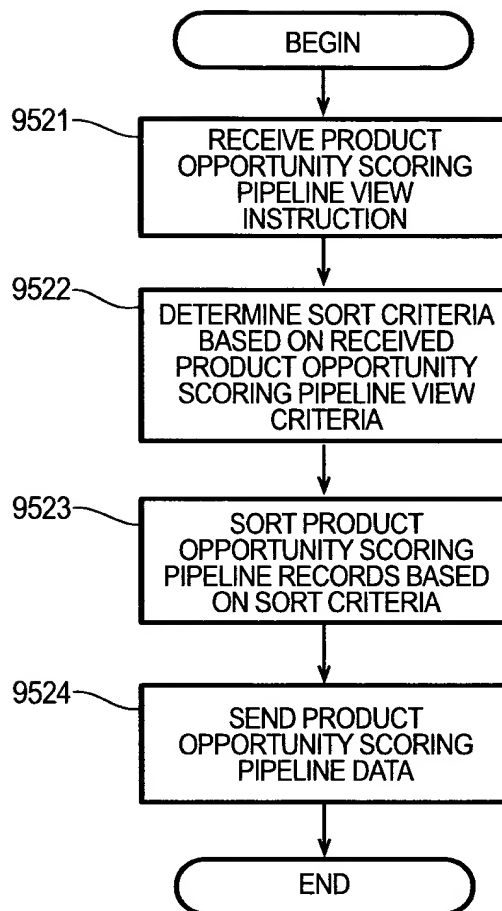 BEGIN
9521
RECEIVE PRODUCT
OPPORTUNITY SCORING
PIPELINE VIEW
INSTRUCTION
9522
DETERMINE SORT CRITERIA
BASED ON RECEIVED
PRODUCT OPPORTUNITY
SCORING PIPELINE VIEW
CRITERIA
9523
SORT PRODUCT
OPPORTUNITY SCORING
PIPELINE RECORDS BASED
ON SORT CRITERIA
9524
SEND PRODUCT
OPPORTUNITY SCORING
PIPELINE DATA
END